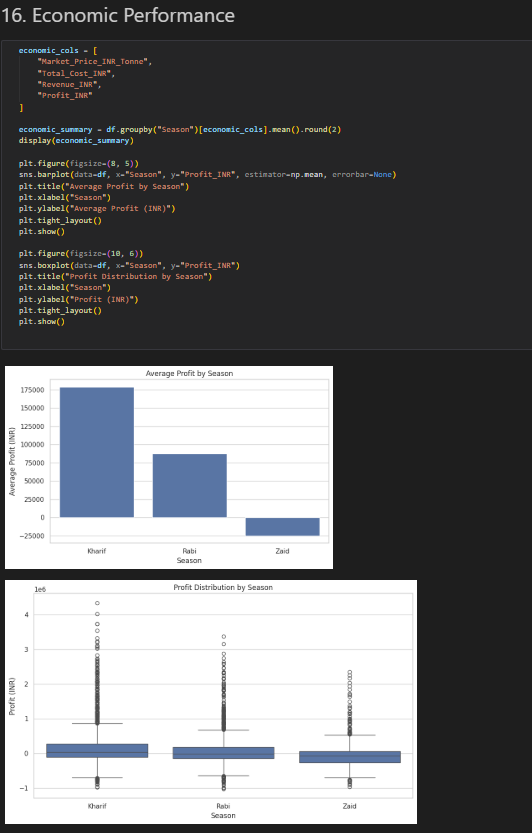 16. Economic Performance
economic_cols = [
    "Market_Price_INR_Tonne",
    "Total_Cost_INR",
    "Revenue_INR",
    "Profit_INR"
]
economic_summary = df.groupby("Season")[economic_cols].mean().round(2)
display(economic_summary)
plt.figure(figsize=(8, 5))
sns.barplot(data=df, x="Season", y="Profit_INR", estimator=np.mean, errorbar=None)
plt.title("Average Profit by Season")
plt.xlabel("Season")
plt.ylabel("Average Profit (INR)")
plt.tight_layout()
plt.show()
plt.figure(figsize=(10, 6))
sns.boxplot(data=df, x="Season", y="Profit_INR")
plt.title("Profit Distribution by Season")
plt.xlabel("Season")
plt.ylabel("Profit (INR)")
plt.tight_layout()
plt.show()
Average Profit by Season
175000
150000
125000
100000
75000
50000
25000
0
−25000
Average Profit (INR)
Kharif Rabi Zaid
Season
Profit Distribution by Season
1e6
4
3
2
1
0
−1
Profit (INR)
Kharif Rabi Zaid
Season